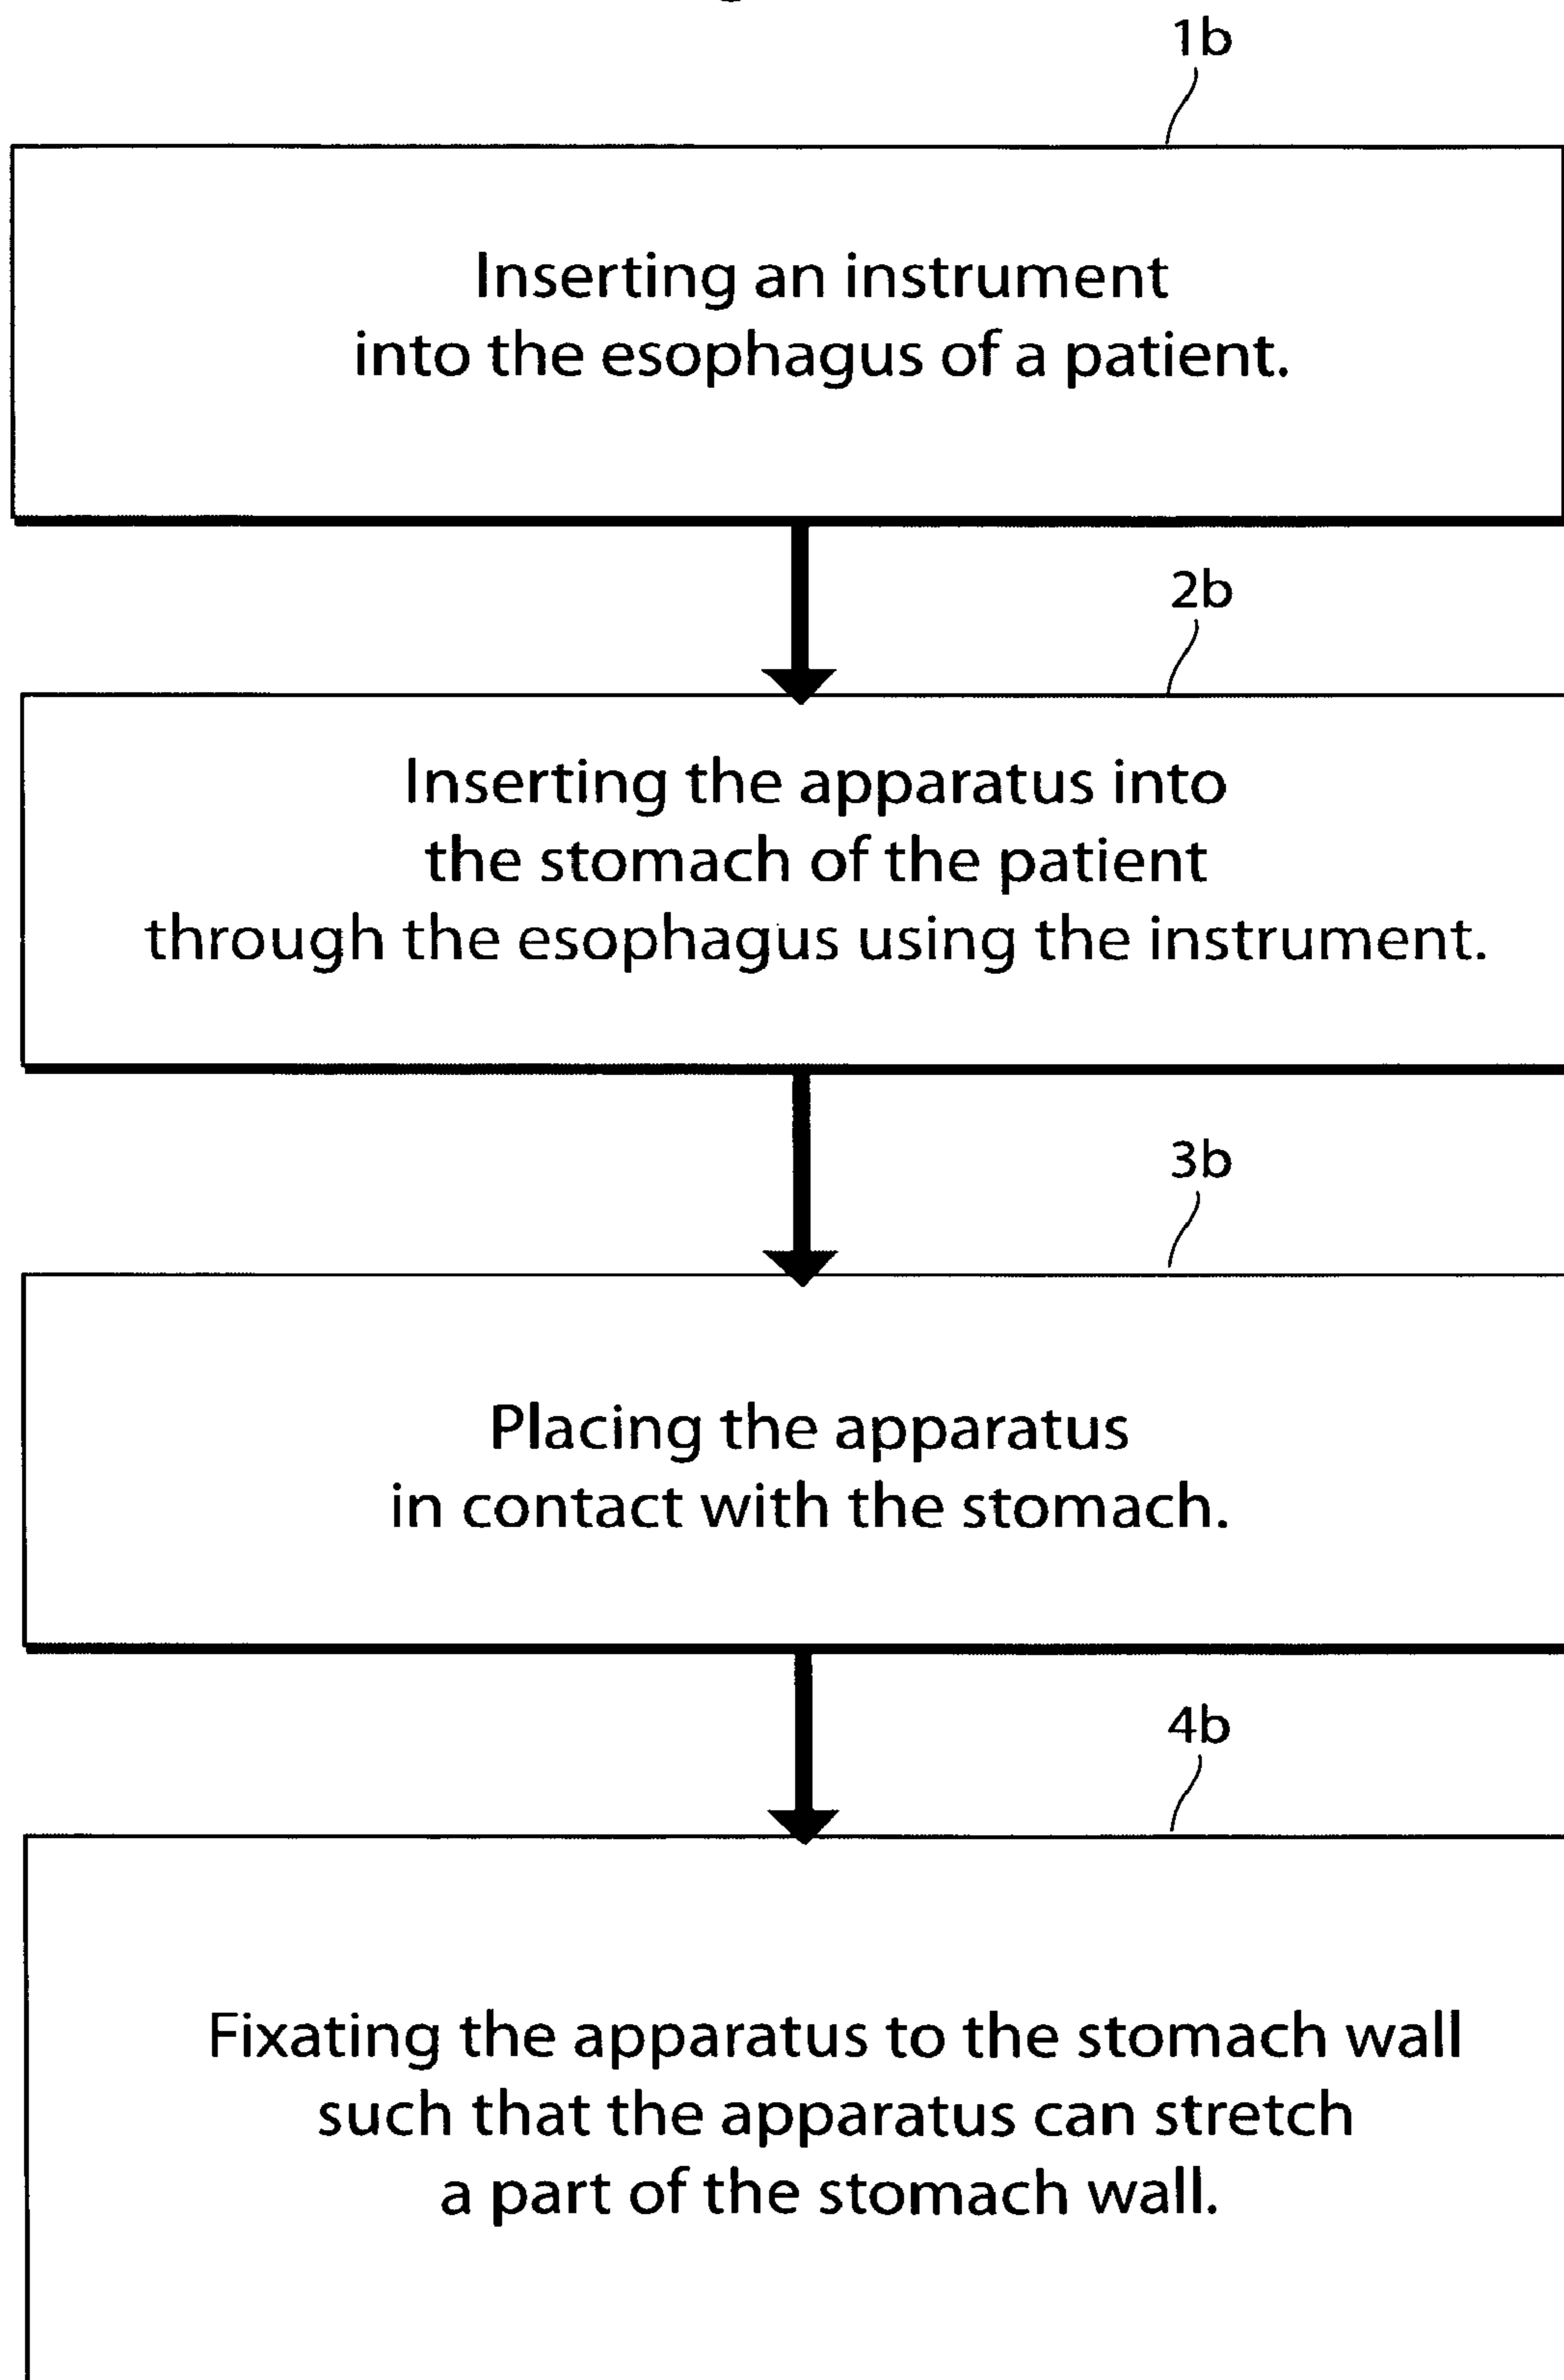 1b
Inserting an instrument
into the esophagus of a patient.
2b
Inserting the apparatus into
the stomach of the patient
through the esophagus using the instrument.
3b
Placing the apparatus
in contact with the stomach.
4b
Fixating the apparatus to the stomach wall
such that the apparatus can stretch
a part of the stomach wall.